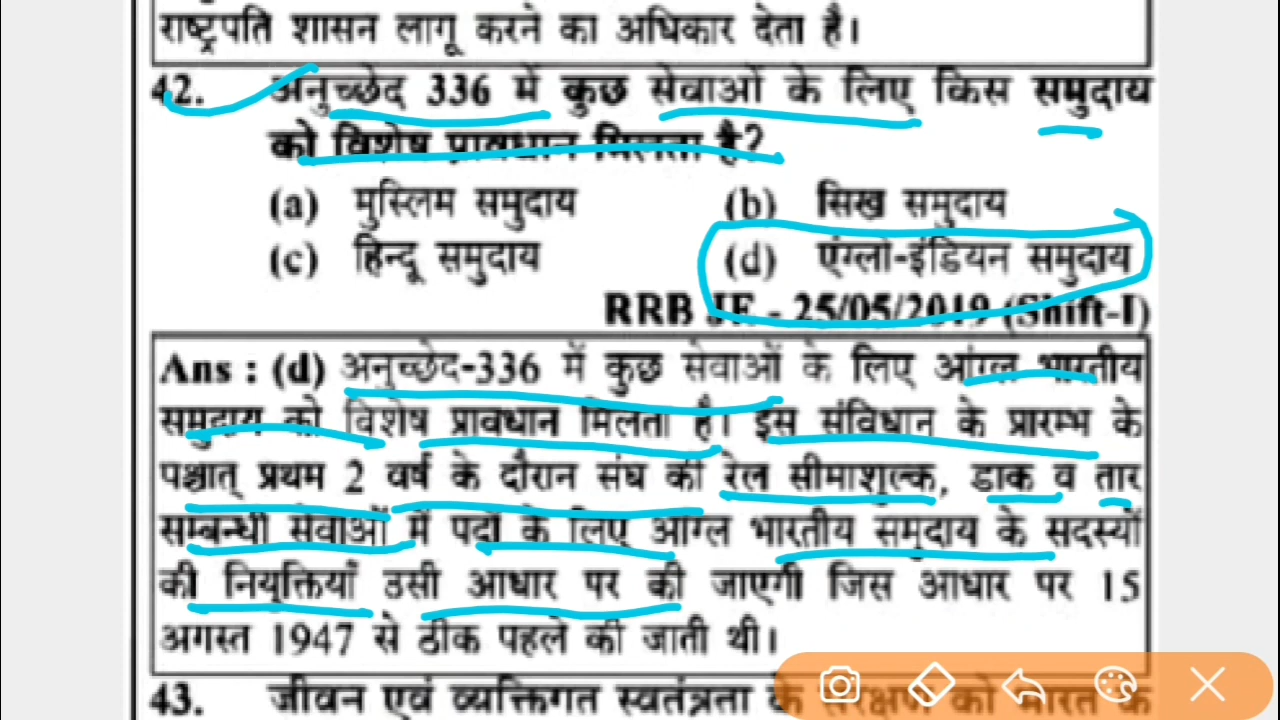 राष्ट्रपति शासन लागू करने का अधिकार देता है।
42. अनुच्छेद 336 में कुछ सेवाओं के लिए किस समुदाय
को विशेष प्रावधान मिलता है?
(a) मुस्लिम समुदाय (b) सिख समुदाय
(c) हिन्दू समुदाय (d) एंग्लो-इंडियन समुदाय
RRB JE - 25/05/2019 (Shift-I)
Ans : (d) अनुच्छेद-336 में कुछ सेवाओं के लिए आंग्ल भारतीय
समुदाय को विशेष प्रावधान मिलता है। इस संविधान के प्रारम्भ के
पश्चात् प्रथम 2 वर्ष के दौरान संघ की रेल सीमाशुल्क, डाक व तार
सम्बन्धी सेवाओं में पदों के लिए आंग्ल भारतीय समुदाय के सदस्यों
की नियुक्तियाँ उसी आधार पर की जाएगी जिस आधार पर 15
अगस्त 1947 से ठीक पहले की जाती थी।
43. जीवन एवं व्यक्तिगत स्वतंत्रता के संरक्षण को भारत के